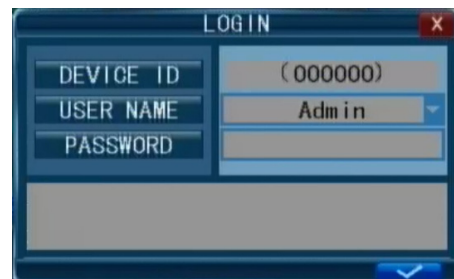 LOGIN
X
DEVICE ID
(000000)
USER NAME
Admin
PASSWORD